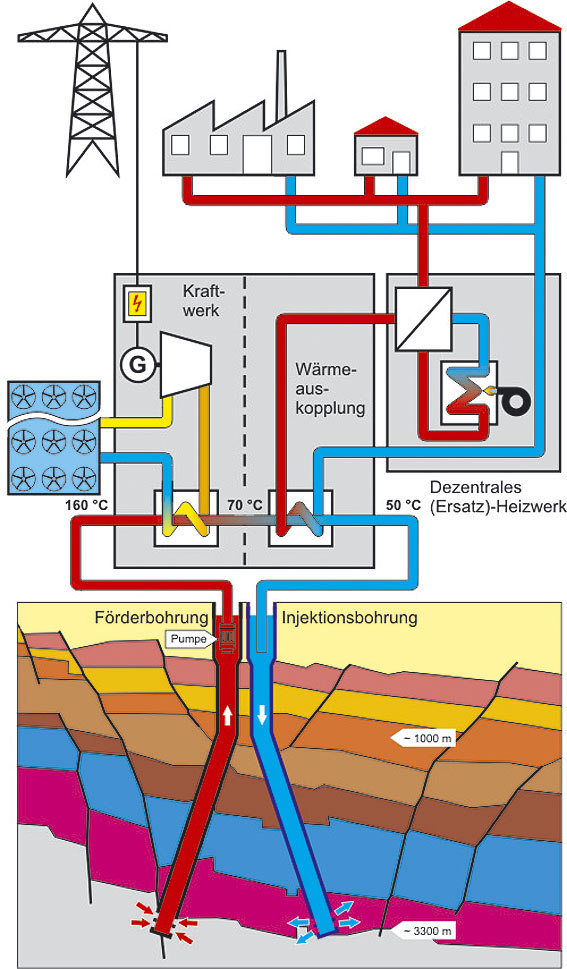 Kraft-
werk
G
Wärme-
aus-
kopplung
160 °C
70 °C
50 °C
Dezentrales
(Ersatz)-Heizwerk
Förderbohrung
Injektionsbohrung
Pumpe
~ 1000 m
~ 3300 m